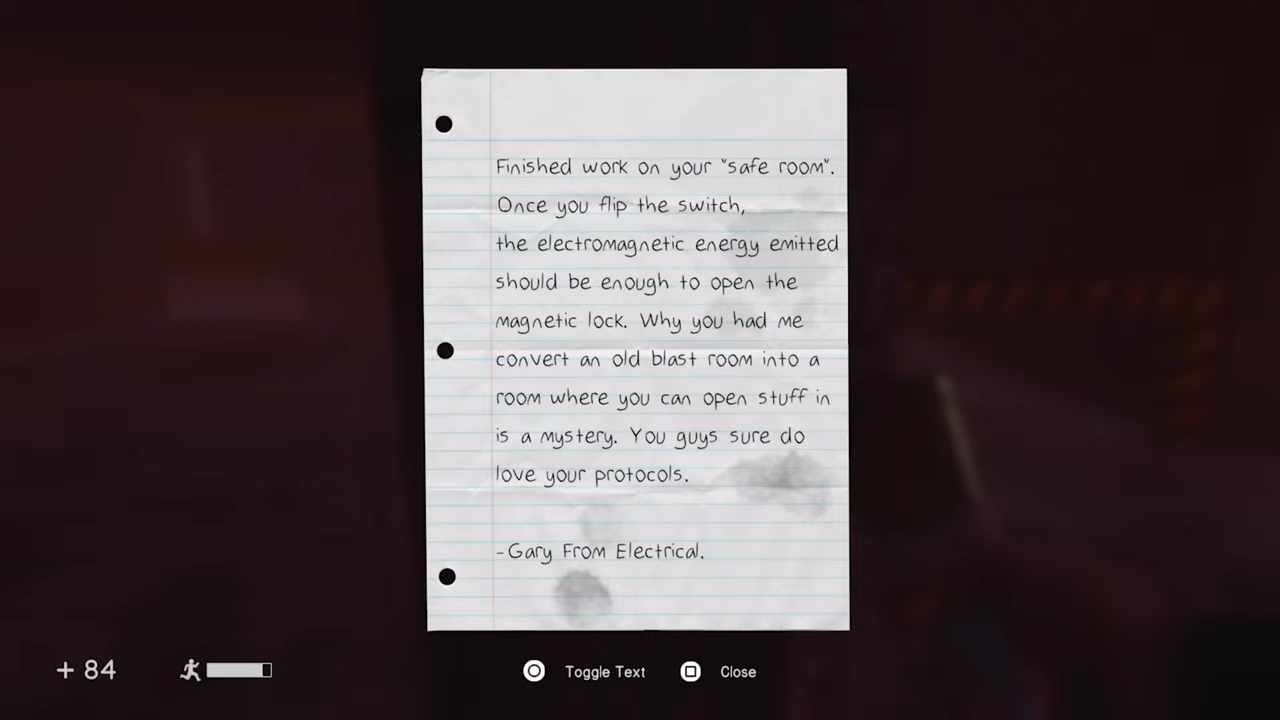 Finished work on your "safe room".
Once you flip the switch,
the electromagnetic energy emitted
should be enough to open the
magnetic lock. Why you had me
convert an old blast room into a
room where you can open stuff in
is a mystery. You guys sure do
love your protocols.
-Gary From Electrical.
+ 84
Toggle Text
Close